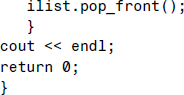 ilist.pop_front();
}
cout << endl;
return 0;
}